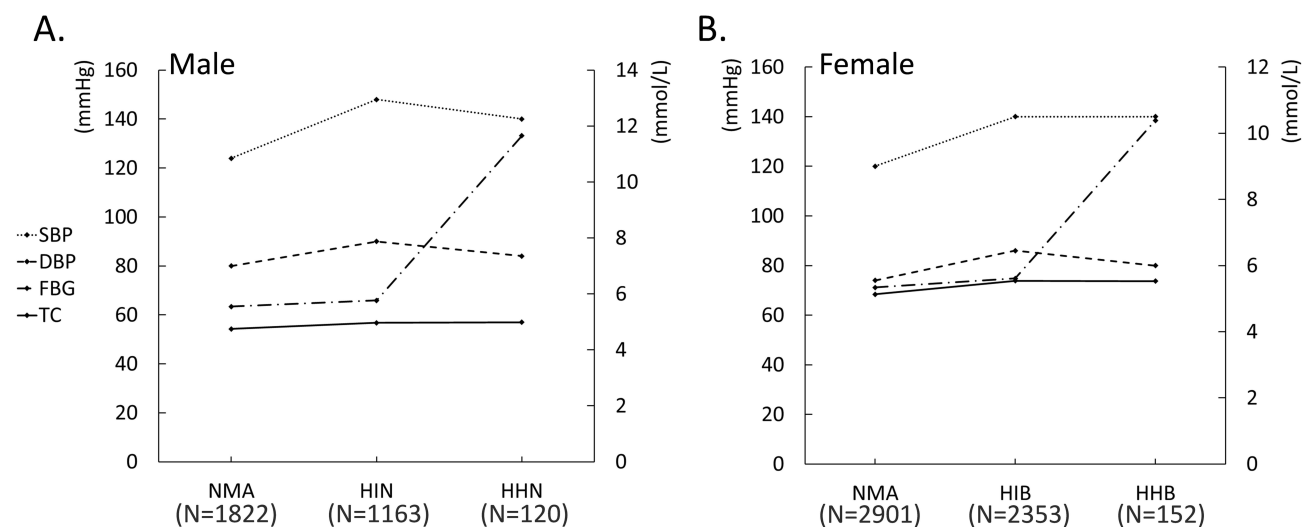 A.
Male
(mmHg)
(mmol/L)
160
140
120
100
80
60
40
20
0
14
12
10
8
6
4
2
0
SBP
DBP
FBG
TC
NMA
(N=1822)
HIN
(N=1163)
HHN
(N=120)
B.
Female
(mmHg)
(mmol/L)
160
140
120
100
80
60
40
20
0
12
10
8
6
4
2
0
NMA
(N=2901)
HIB
(N=2353)
HHB
(N=152)